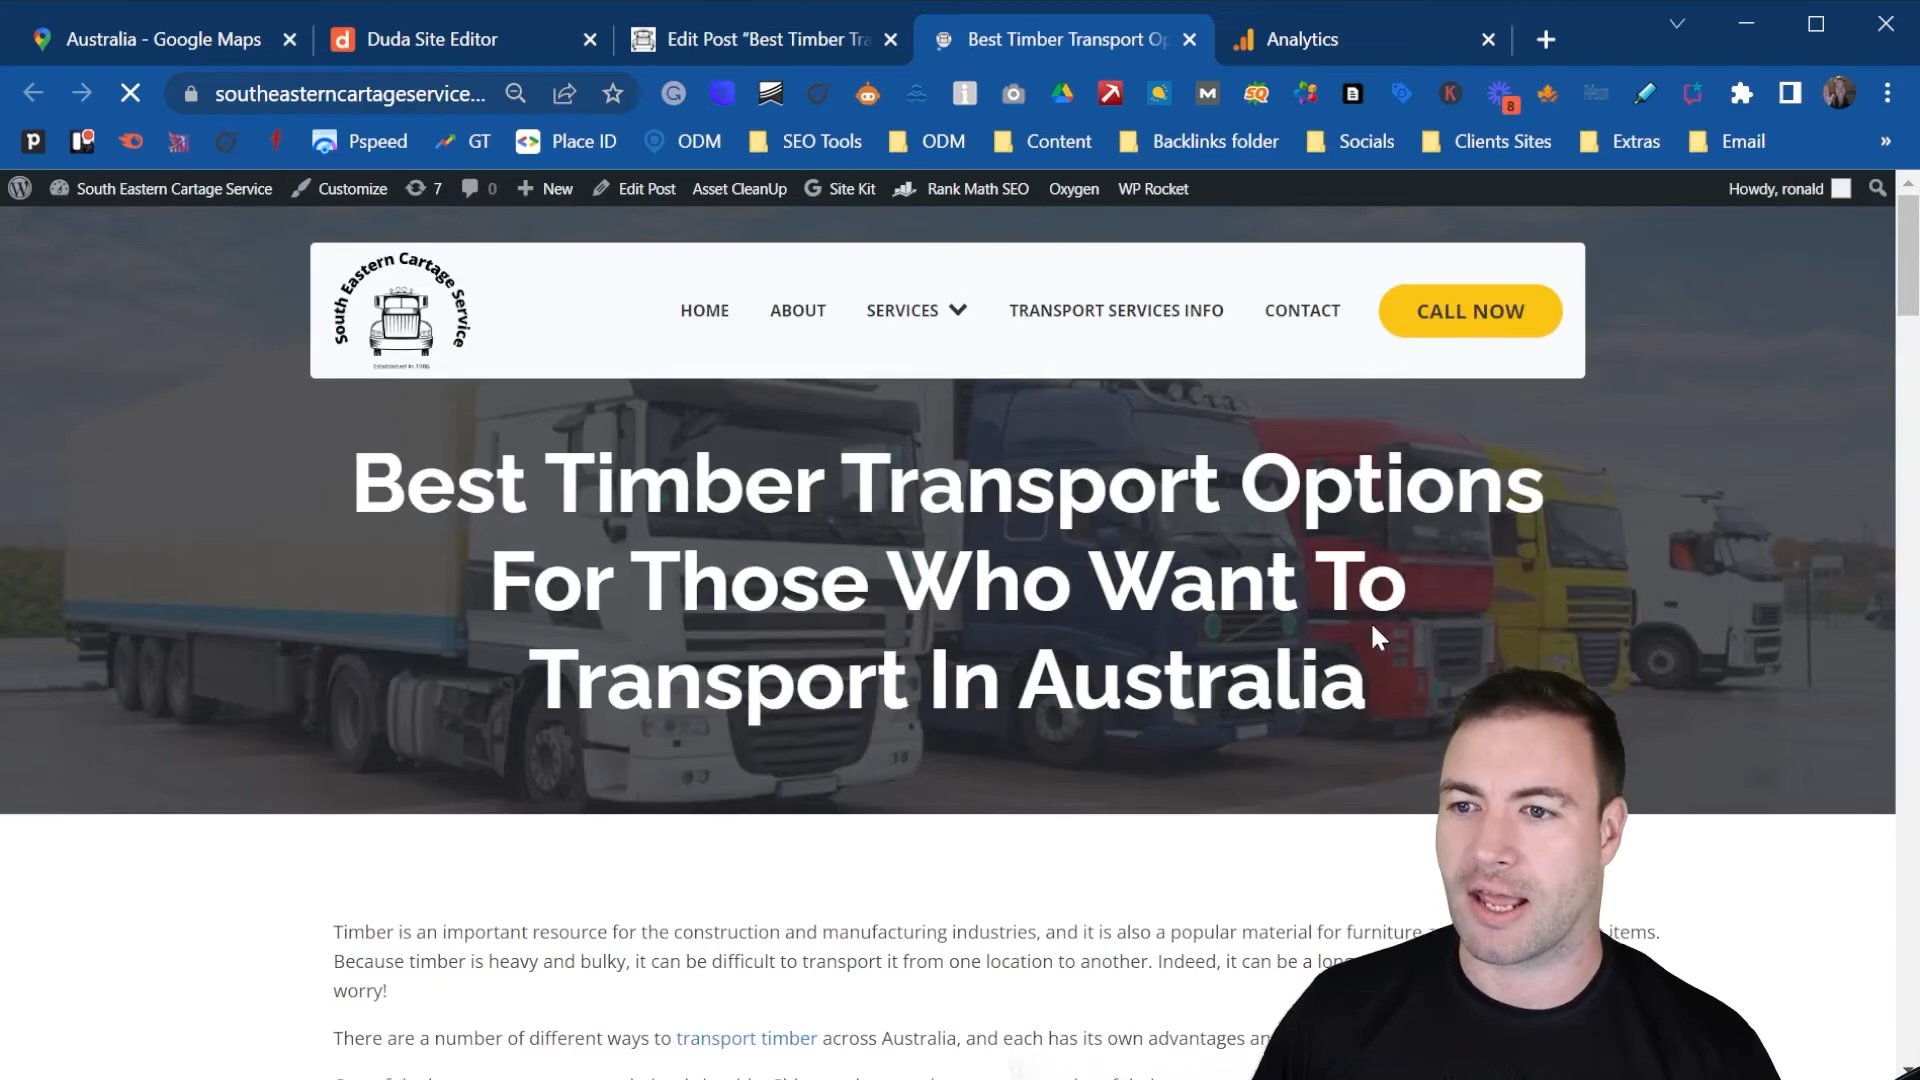 Australia - Google Maps
Duda Site Editor
Edit Post "Best Timber Tra
Best Timber Transport Op
Analytics
southeasterncartageservice...
8
Pspeed
GT
Place ID
ODM
SEO Tools
ODM
Content
Backlinks folder
Socials
Clients Sites
Extras
Email
South Eastern Cartage Service
Customize
7
0
New
Edit Post
Asset CleanUp
Site Kit
Rank Math SEO
Oxygen
WP Rocket
Howdy, ronald
South Eastern Cartage Service
Established in 1986
HOME
ABOUT
SERVICES
TRANSPORT SERVICES INFO
CONTACT
CALL NOW
Best Timber Transport Options
For Those Who Want To
Transport In Australia
Timber is an important resource for the construction and manufacturing industries, and it is also a popular material for furniture items.
Because timber is heavy and bulky, it can be difficult to transport it from one location to another. Indeed, it can be a
worry!
There are a number of different ways to transport timber across Australia, and each has its own advantages